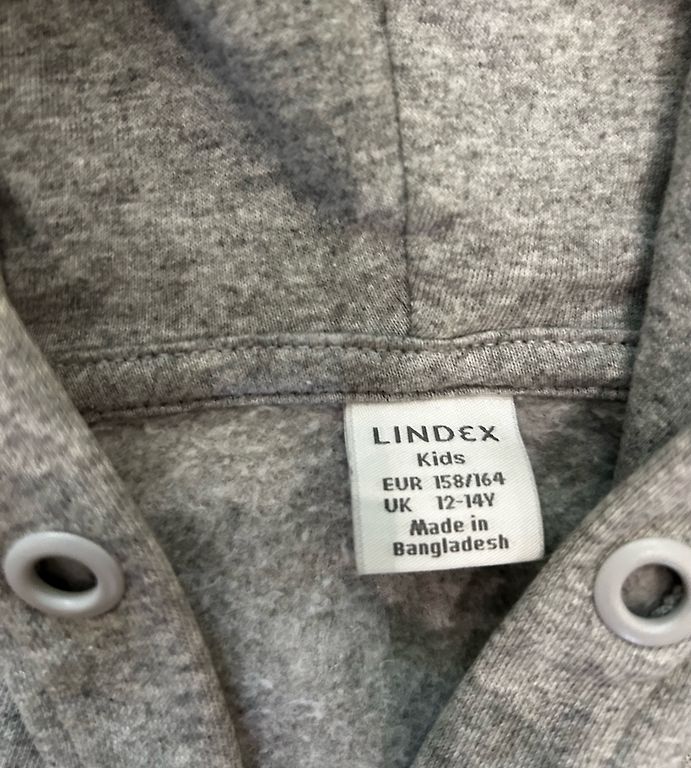 LINDEX
Kids
EUR 158/164
UK 12-14Y
Made in
Bangladesh